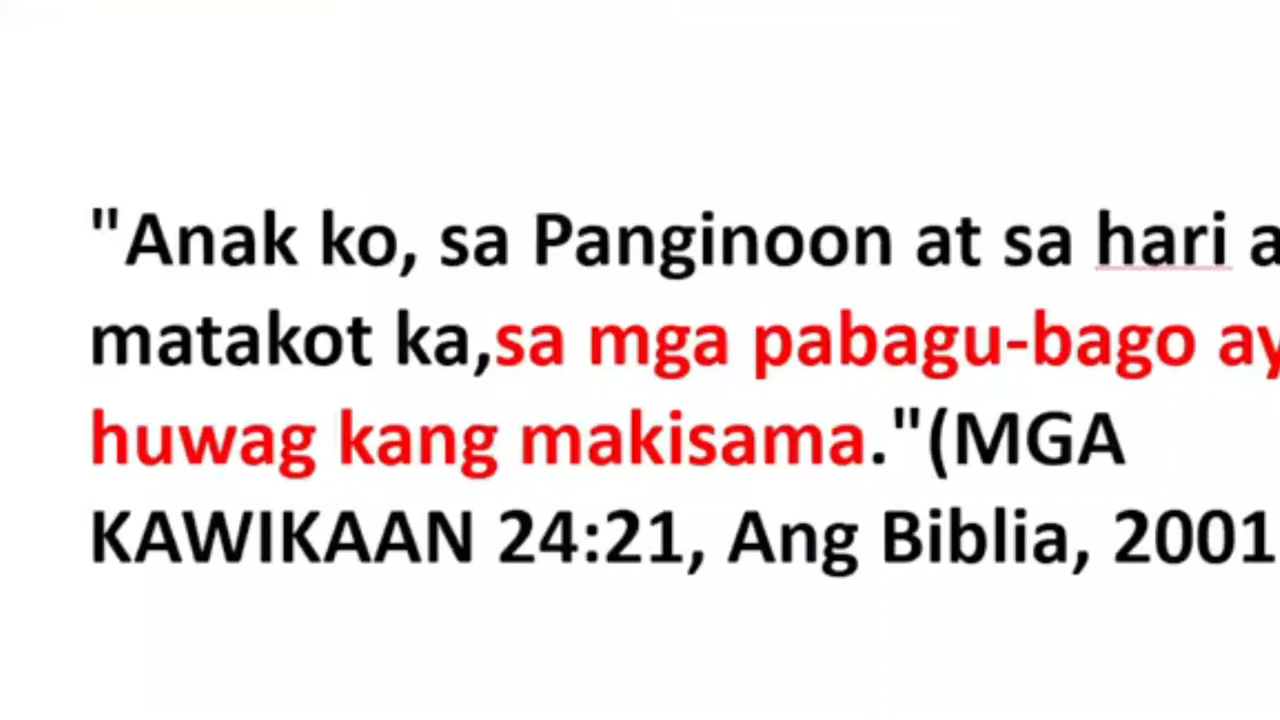 "Anak ko, sa Panginoon at sa hari a
matakot ka,sa mga pabagu-bago ay
huwag kang makisama."(MGA
KAWIKAAN 24:21, Ang Biblia, 2001